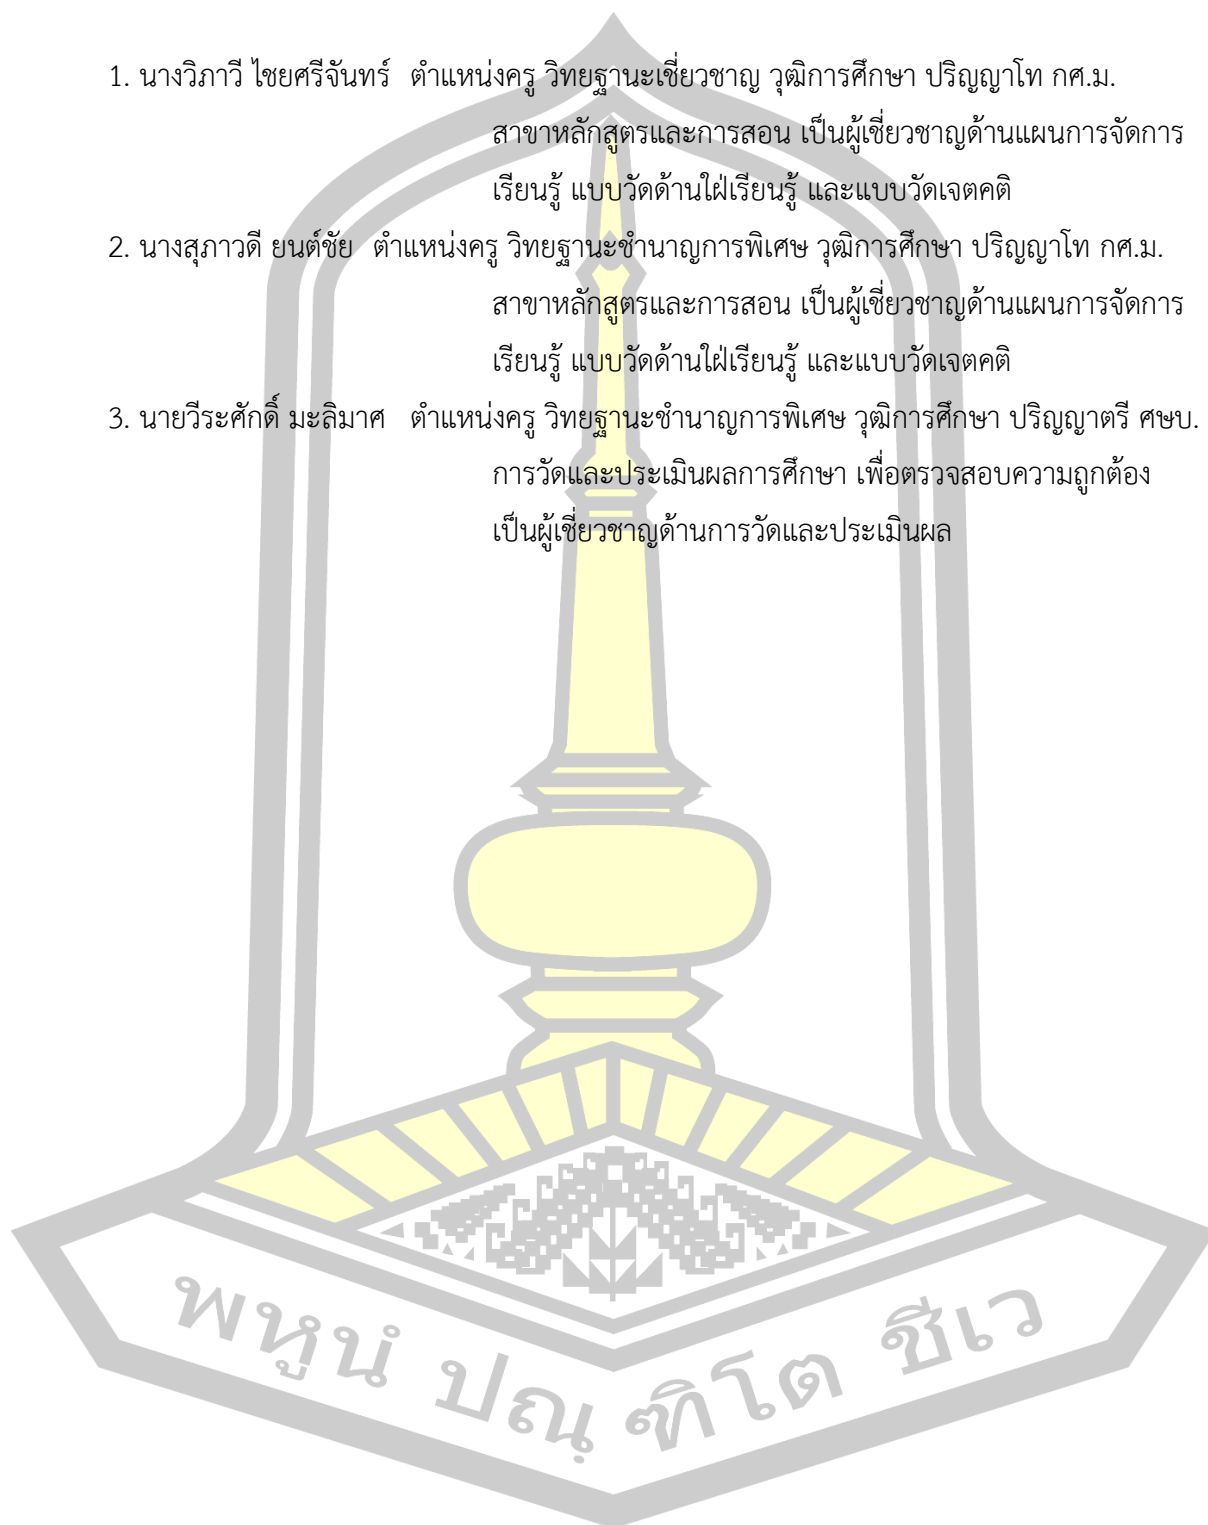 1. นางวิภาวี ไชยศรีจันทร์ ตำแหน่งครู วิทยฐานะเชี่ยวชาญ วุฒิการศึกษา ปริญญาโท กศ.ม.
สาขาหลักสูตรและการสอน เป็นผู้เชี่ยวชาญด้านแผนการจัดการ
เรียนรู้ แบบวัดด้านใฝ่เรียนรู้ และแบบวัดเจตคติ
2. นางสุภาวดี ยนต์ชัย ตำแหน่งครู วิทยฐานะชำนาญการพิเศษ วุฒิการศึกษา ปริญญาโท กศ.ม.
สาขาหลักสูตรและการสอน เป็นผู้เชี่ยวชาญด้านแผนการจัดการ
เรียนรู้ แบบวัดด้านใฝ่เรียนรู้ และแบบวัดเจตคติ
3. นายวีระศักดิ์ มะลิมาศ ตำแหน่งครู วิทยฐานะชำนาญการพิเศษ วุฒิการศึกษา ปริญญาตรี ศษบ.
การวัดและประเมินผลการศึกษา เพื่อตรวจสอบความถูกต้อง
เป็นผู้เชี่ยวชาญด้านการวัดและประเมินผล
พหูนํ ปณฺฑิโต ชีเว